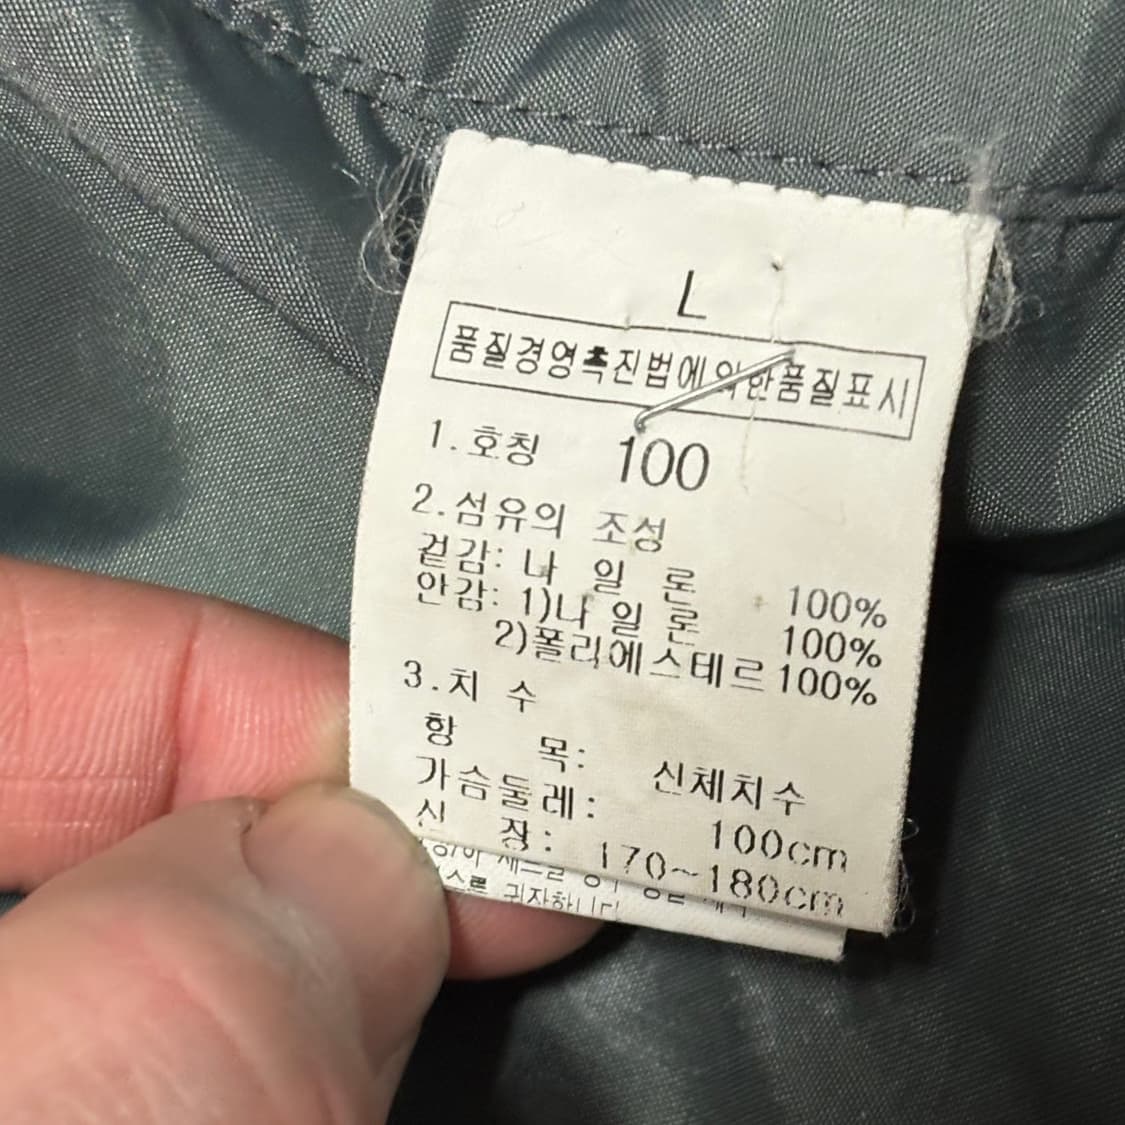 L
품질경영촉진법에 의한 품질표시
1.호칭 100
2.섬유의 조성
겉감: 나 일 론 100%
안감: 1)나 일 론 100%
2)폴리에스테르 100%
3.치 수
항 목: 신체치수
가슴둘레: 100cm
신 장: 170~180cm